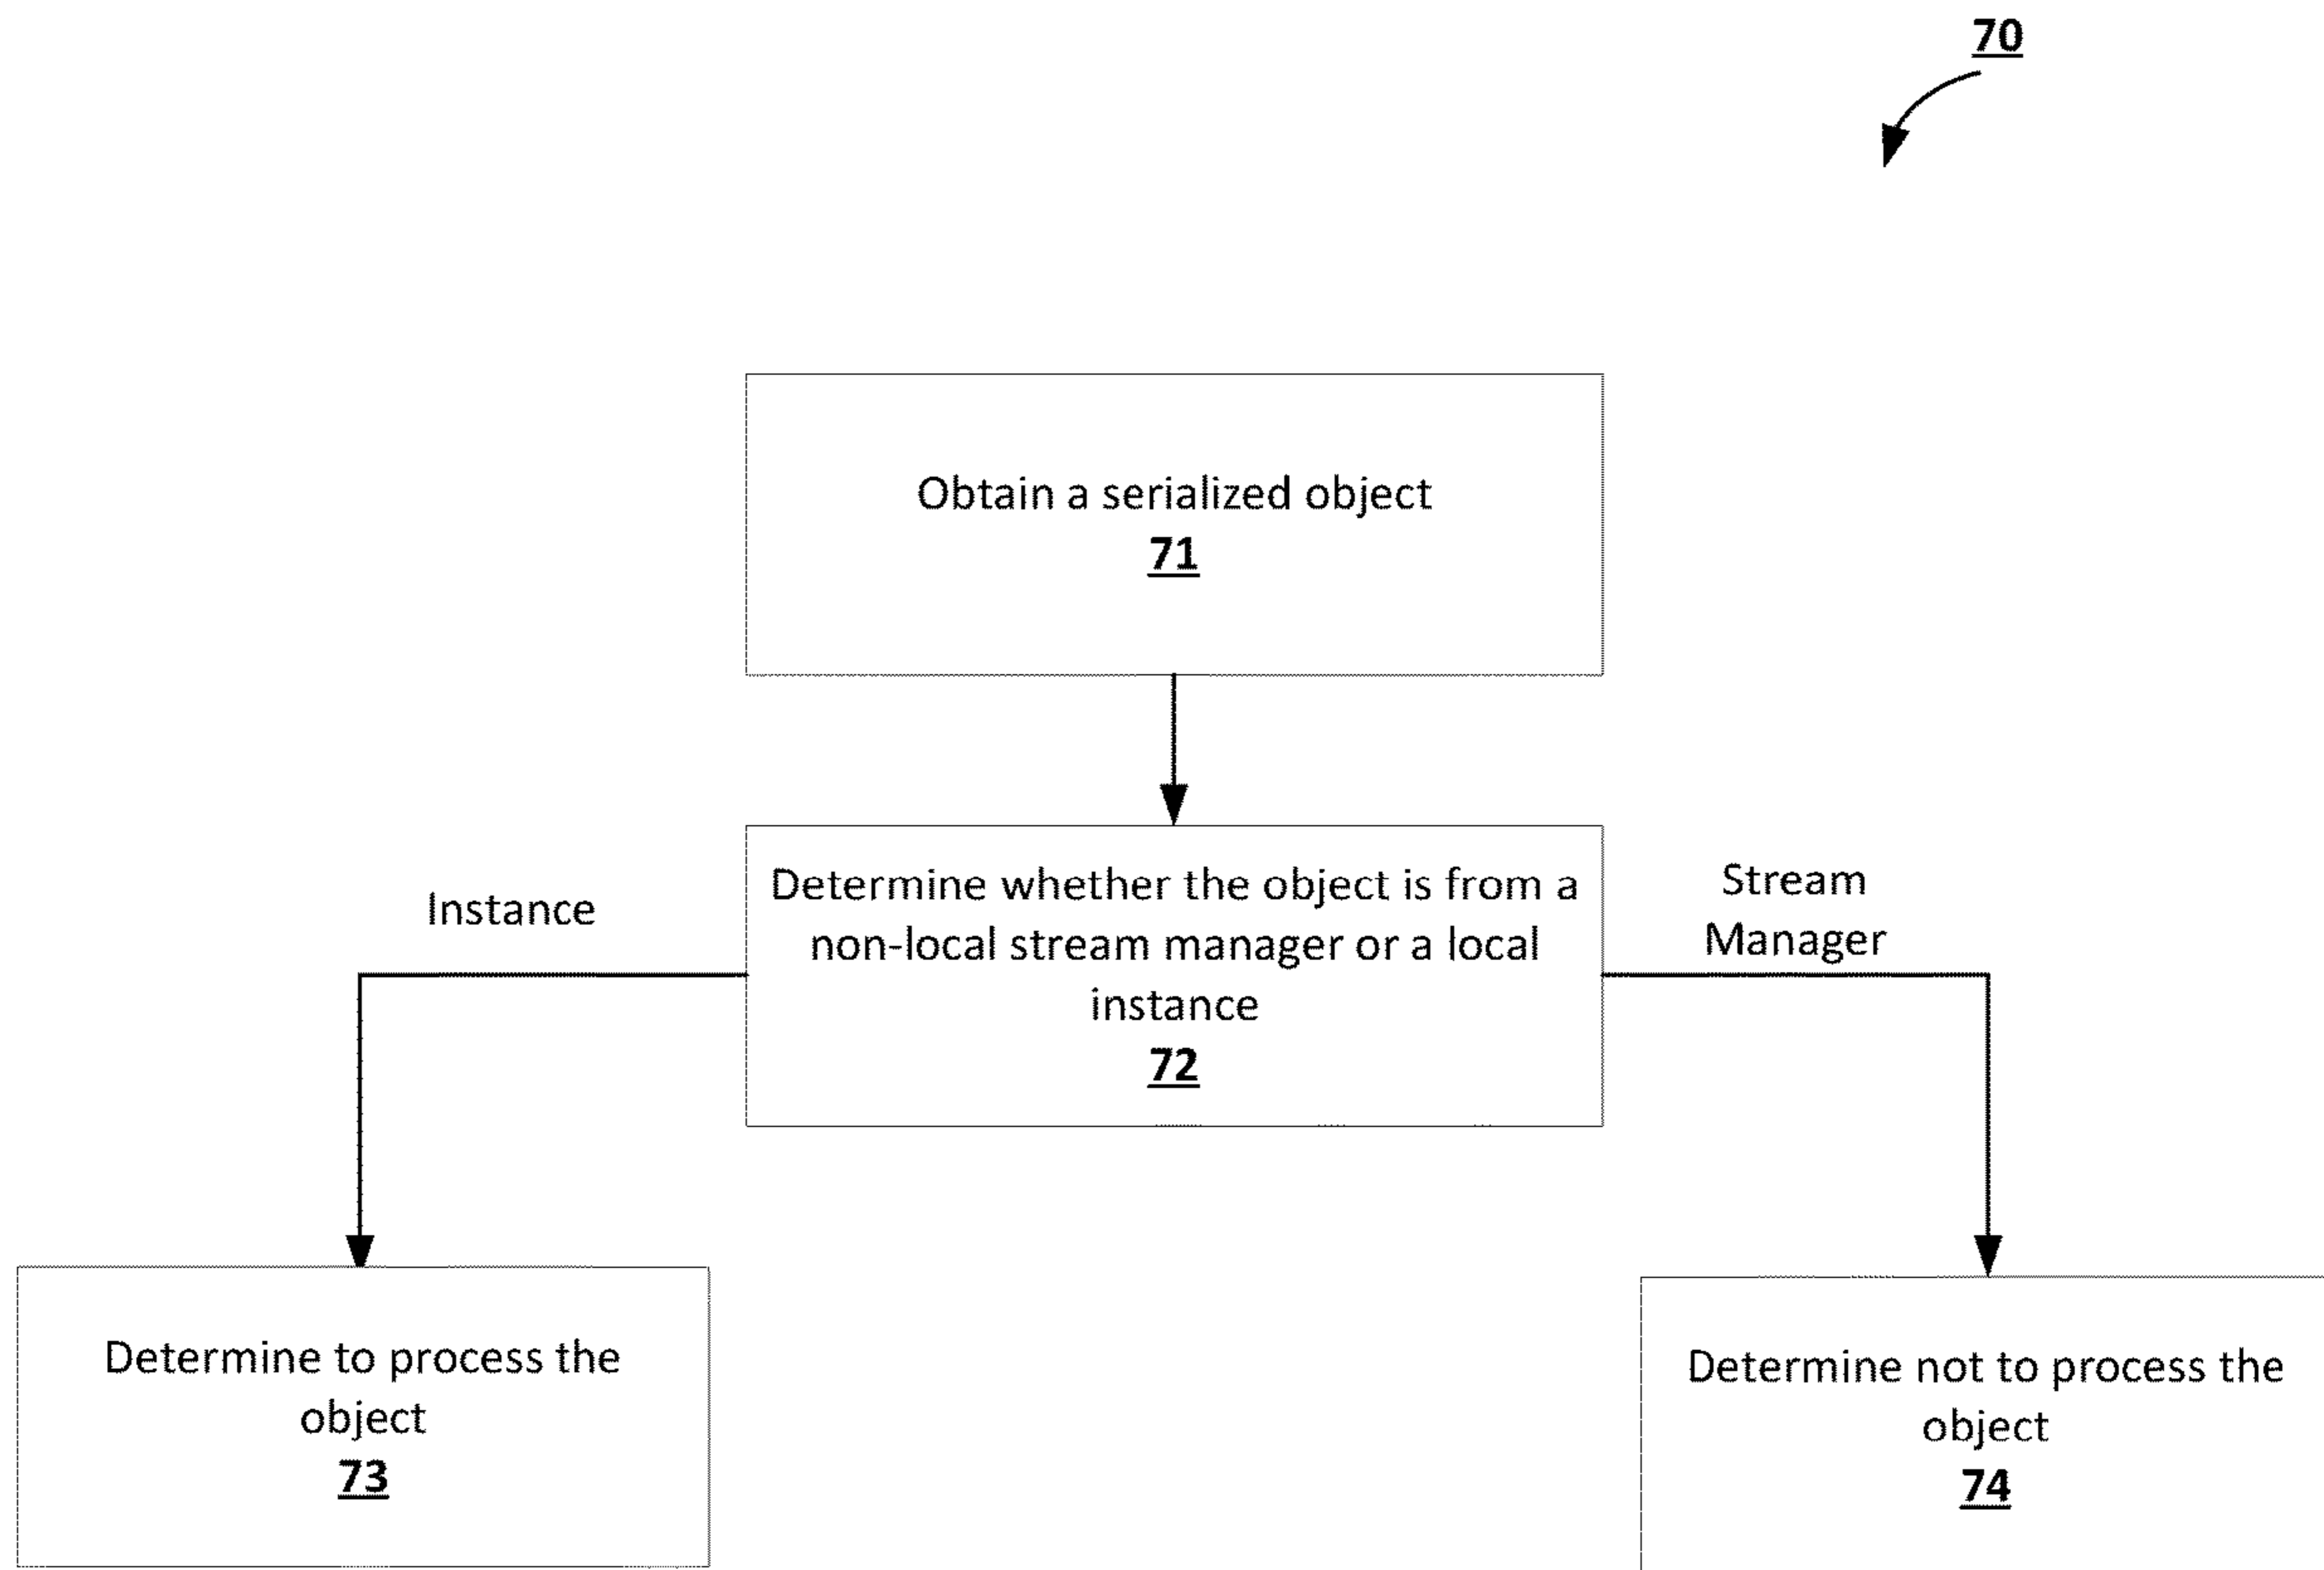 70
Obtain a serialized object
71
Determine whether the object is from a
non-local stream manager or a local
instance
72
Instance
Stream
Manager
Determine to process the
object
73
Determine not to process the
object
74